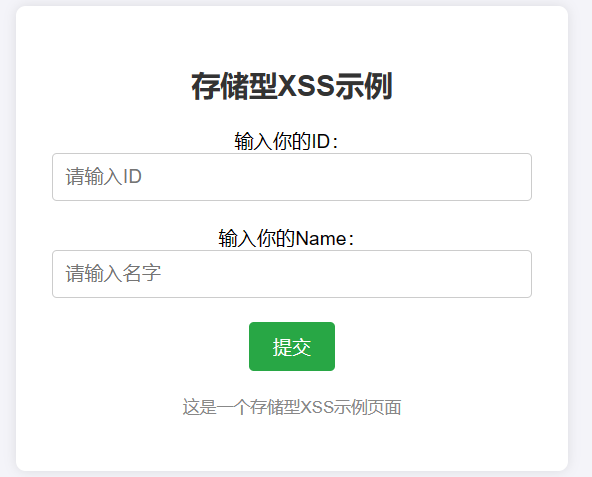 存储型XSS示例
输入你的ID：
请输入ID
输入你的Name：
请输入名字
提交
这是一个存储型XSS示例页面